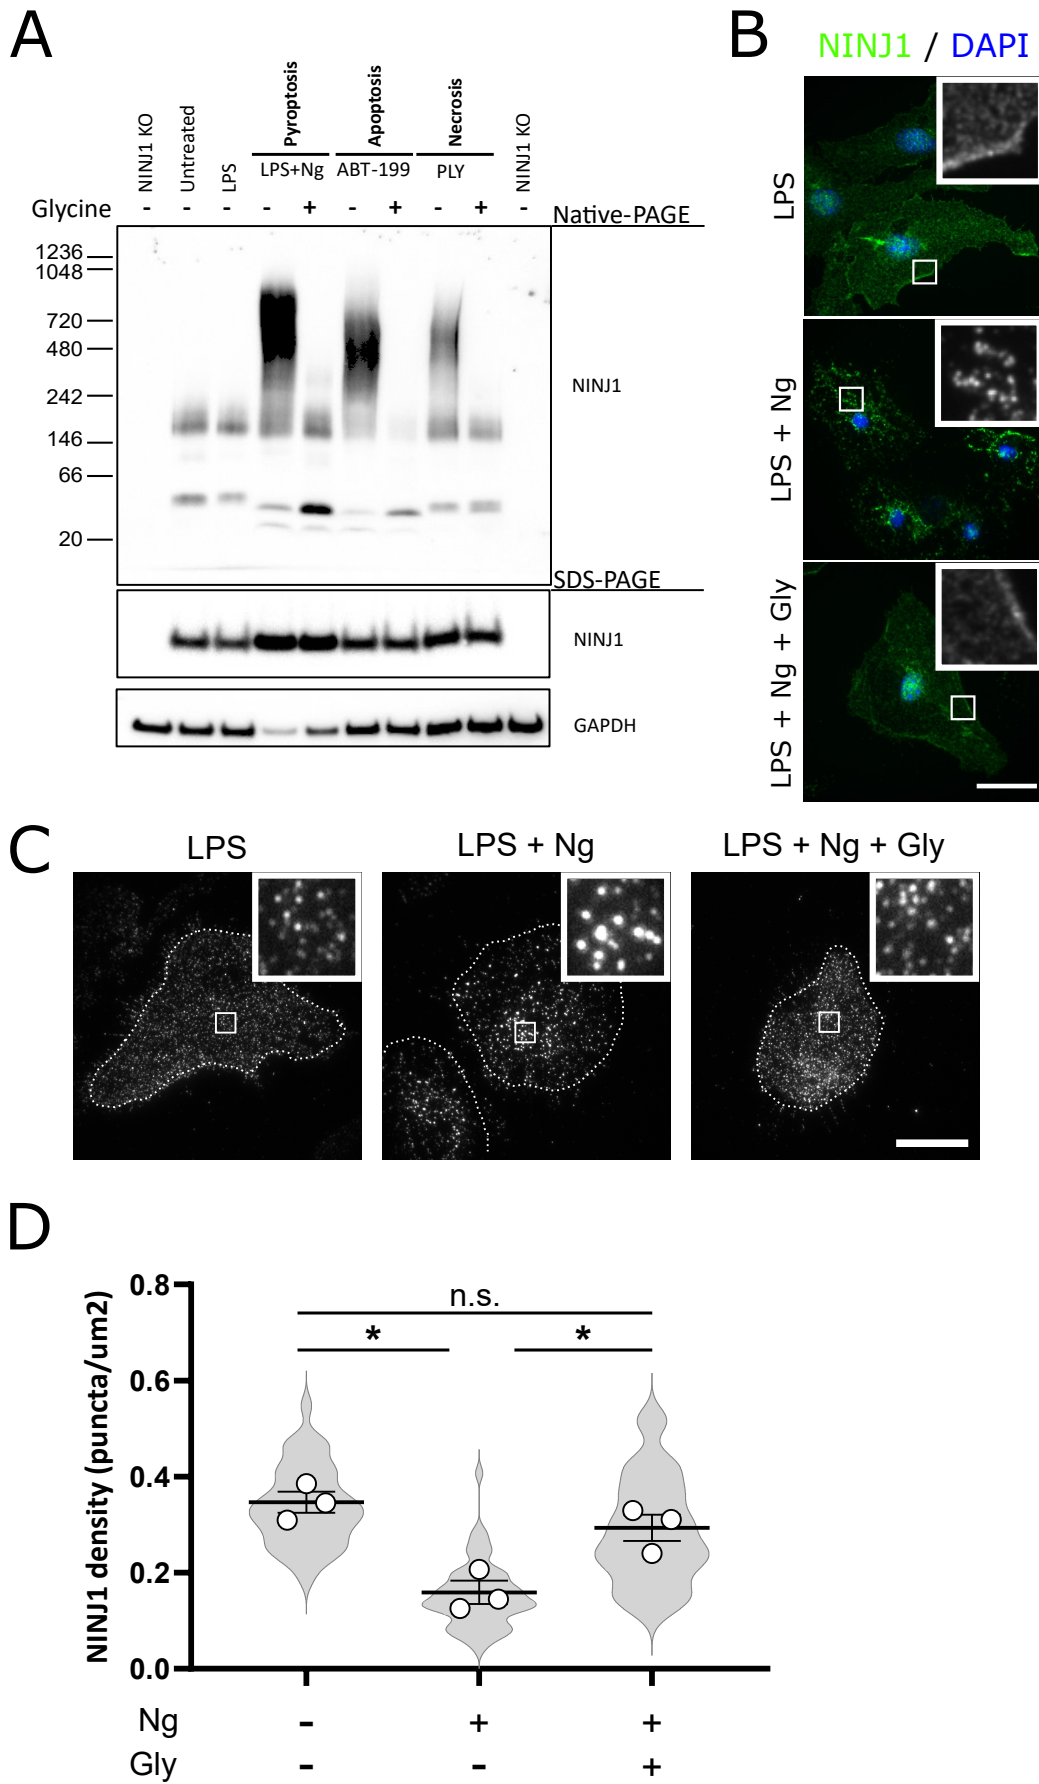 A
NINJ1 KO
Untreated
LPS
Pyroptosis
LPS+Ng
Apoptosis
ABT-199
Necrosis
PLY
NINJ1 KO
Glycine - - - - + - + - + -
Native-PAGE
1236
1048
720
480
242
146
66
20
NINJ1
SDS-PAGE
NINJ1
GAPDH
B
NINJ1 / DAPI
LPS
LPS + Ng
LPS + Ng + Gly
C
LPS LPS + Ng LPS + Ng + Gly
D
NINJ1 density (puncta/um2)
0.8
0.6
0.4
0.2
0.0
n.s.
* *
Ng - + +
Gly - - +